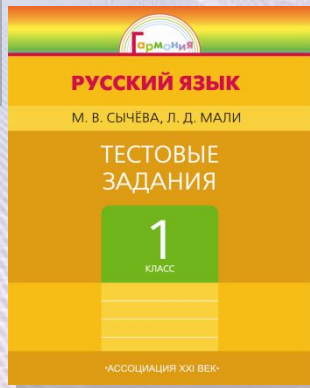 Гармония
РУССКИЙ ЯЗЫК
М. В. СЫЧЁВА, Л. Д. МАЛИ
ТЕСТОВЫЕ
ЗАДАНИЯ
1
КЛАСС
·АССОЦИАЦИЯ XXI ВЕК·